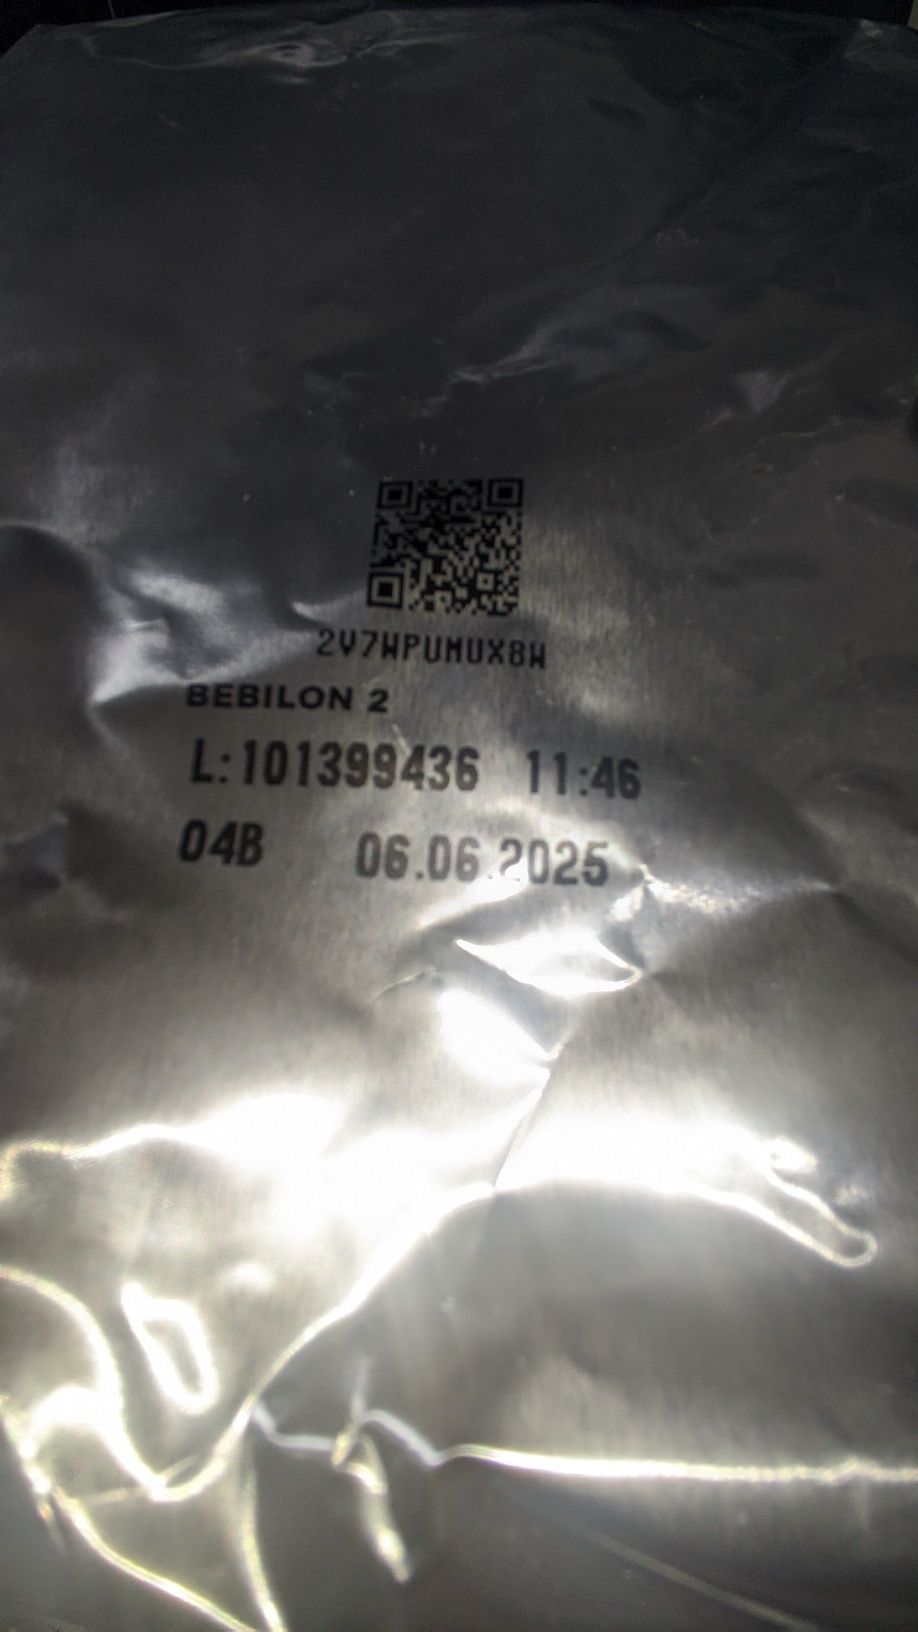 2V7WPUMUX8W
BEBILON 2
L:101399436 11:46
04B 06.06.2025